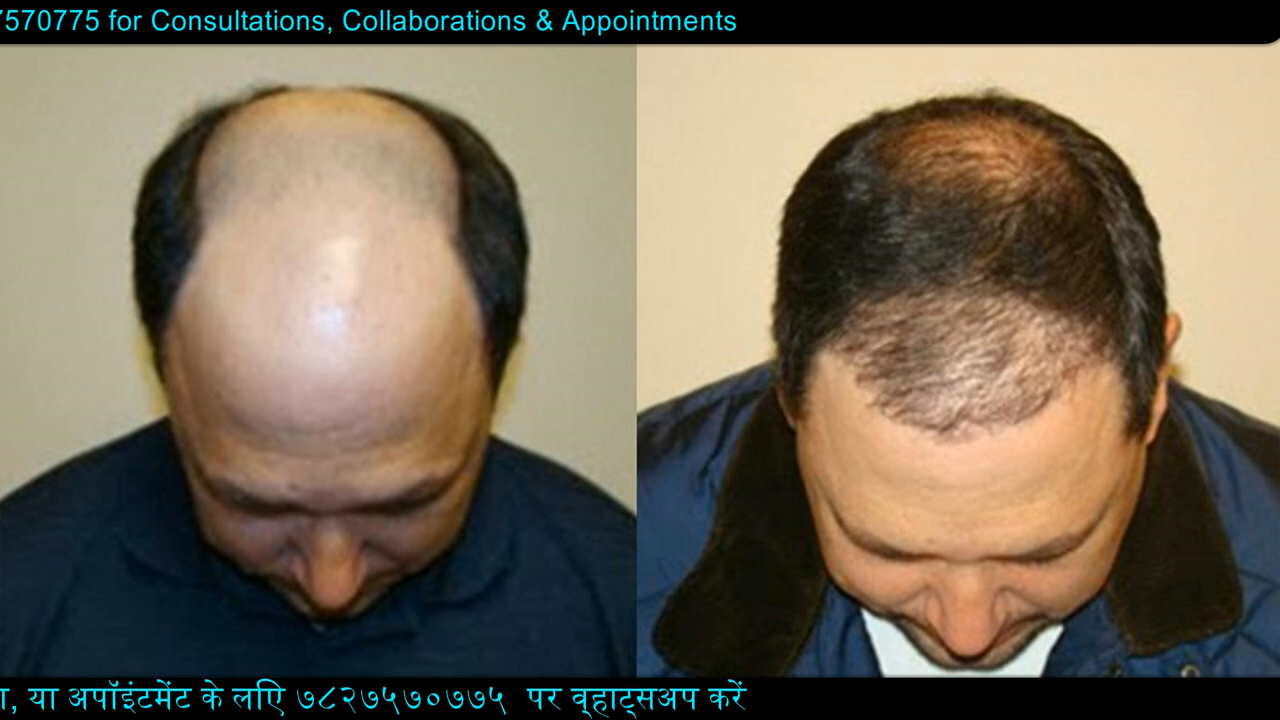 7570775 for Consultations, Collaborations & Appointments
ा, या अपॉइंटमेंट के लिए ७८२७५७०७७५ पर व्हाट्सअप करें